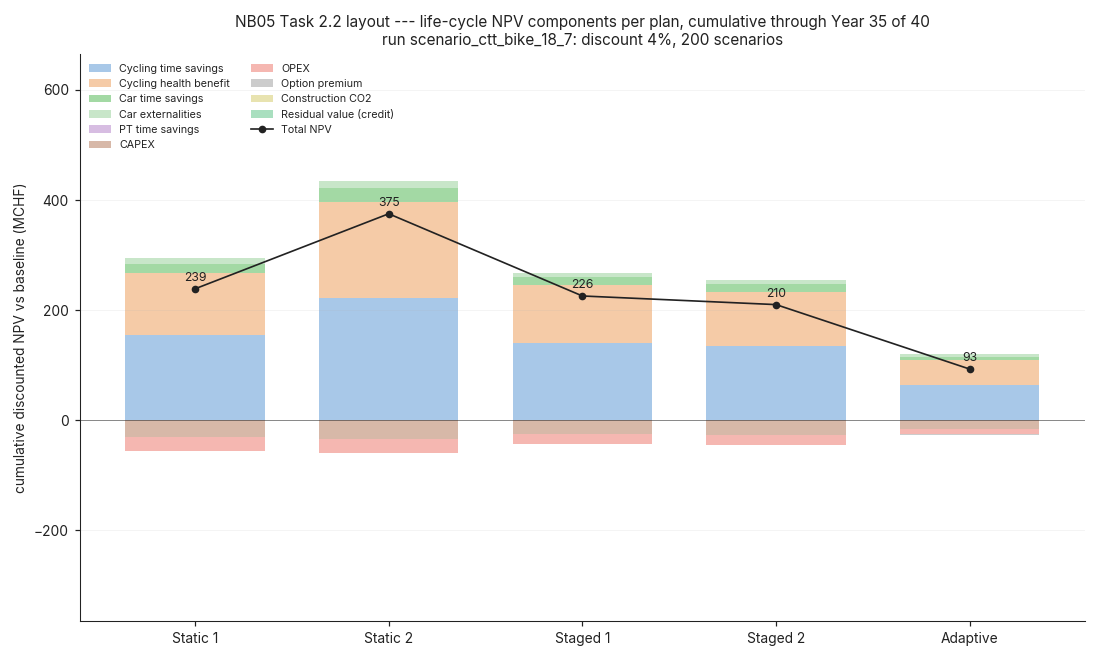 NB05 Task 2.2 layout --- life-cycle NPV components per plan, cumulative through Year 35 of 40
run scenario_ctt_bike_18_7: discount 4%, 200 scenarios
Cycling time savings
Cycling health benefit
Car time savings
Car externalities
PT time savings
CAPEX
OPEX
Option premium
Construction CO2
Residual value (credit)
Total NPV
cumulative discounted NPV vs baseline (MCHF)
600
400
200
0
−200
239
375
226
210
93
Static 1
Static 2
Staged 1
Staged 2
Adaptive